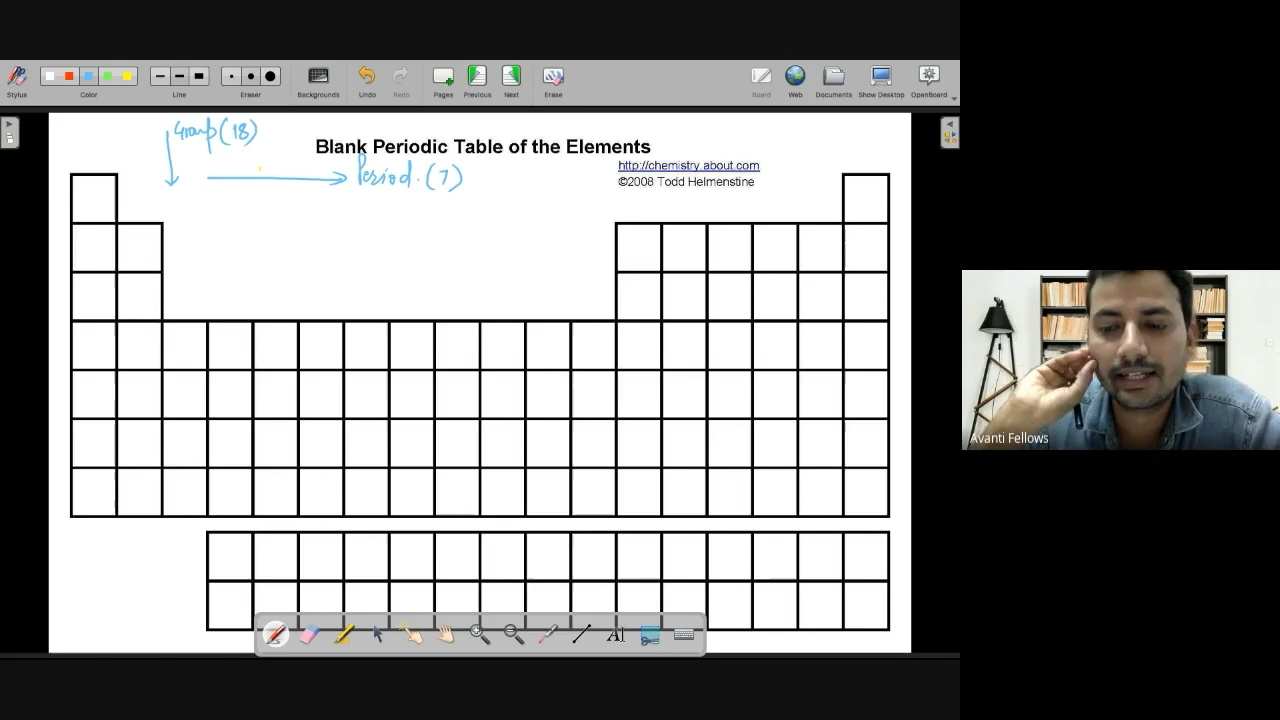 Stylus
Color
Line
Eraser
Backgrounds
Undo
Redo
Pages
Previous
Next
Erase
Board
Web
Documents
Show Desktop
OpenBoard
Group (18)
Blank Periodic Table of the Elements
Period. (7)
http://chemistry.about.com
©2008 Todd Helmenstine
AI
Avanti Fellows